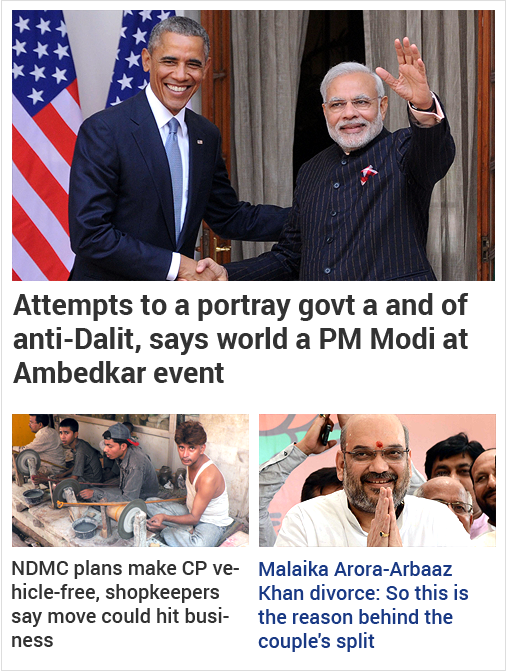 Attempts to a portray govt a and of
anti-Dalit, says world a PM Modi at
Ambedkar event
NDMC plans make CP ve-
hicle-free, shopkeepers
say move could hit busi-
ness
Malaika Arora-Arbaaz
Khan divorce: So this is
the reason behind the
couple's split